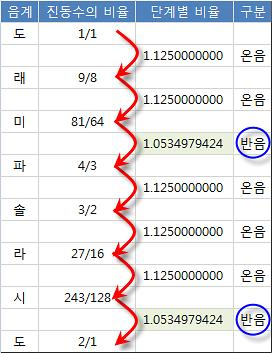 음계 진동수의 비율 단계별 비율 구분
도 1/1
1.1250000000 온음
래 9/8
1.1250000000 온음
미 81/64
1.0534979424 반음
파 4/3
1.1250000000 온음
솔 3/2
1.1250000000 온음
라 27/16
1.1250000000 온음
시 243/128
1.0534979424 반음
도 2/1